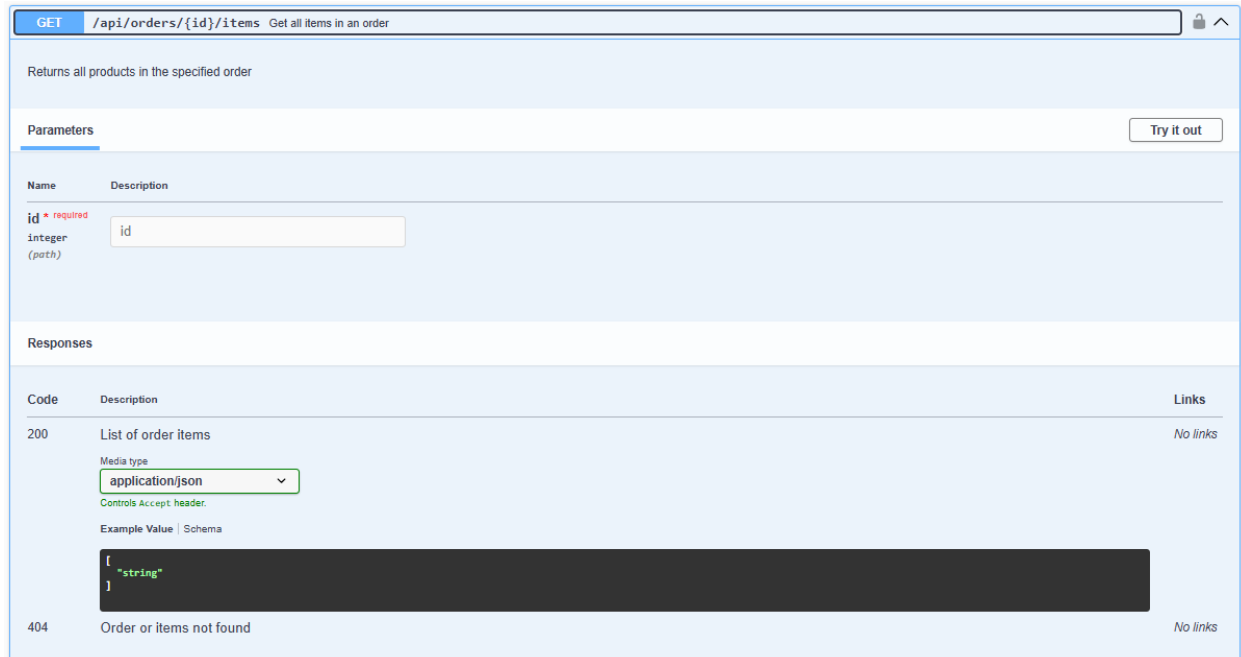 GET /api/orders/{id}/items Get all items in an order
Returns all products in the specified order
Parameters
Try it out
Name Description
id * required
integer
(path)
id
Responses
Code Description Links
200 List of order items No links
Media type
application/json
Controls Accept header.
Example Value | Schema
[
"string"
]
404 Order or items not found No links